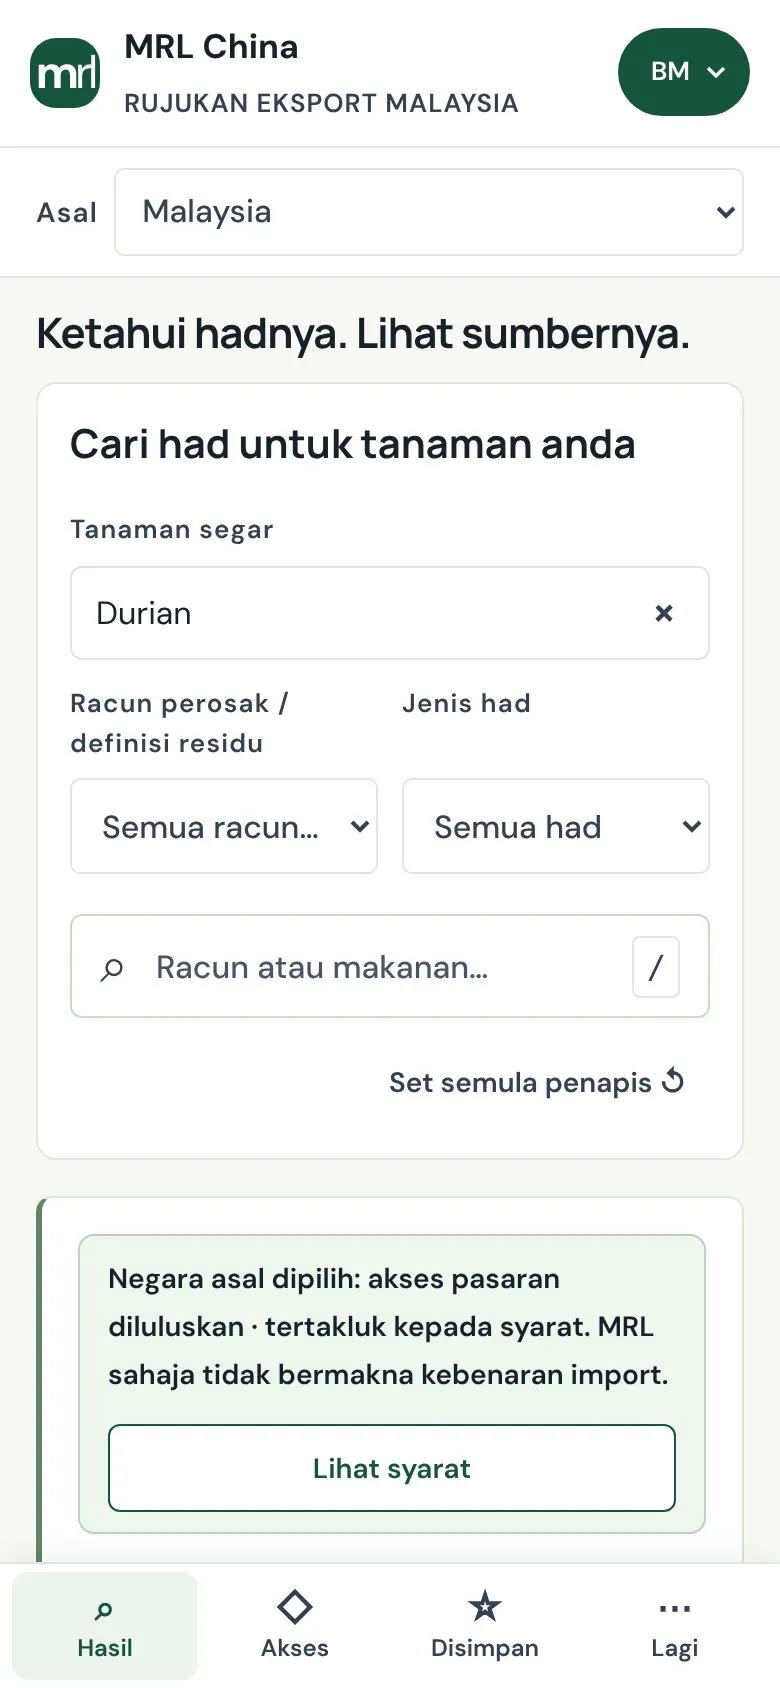 mrl
MRL China
RUJUKAN EKSPORT MALAYSIA
BM
Asal
Malaysia
Ketahui hadnya. Lihat sumbernya.
Cari had untuk tanaman anda
Tanaman segar
Durian
Racun perosak /
definisi residu
Jenis had
Semua racun...
Semua had
Racun atau makanan...
/
Set semula penapis
Negara asal dipilih: akses pasaran
diluluskan · tertakluk kepada syarat. MRL
sahaja tidak bermakna kebenaran import.
Lihat syarat
Hasil
Akses
Disimpan
Lagi